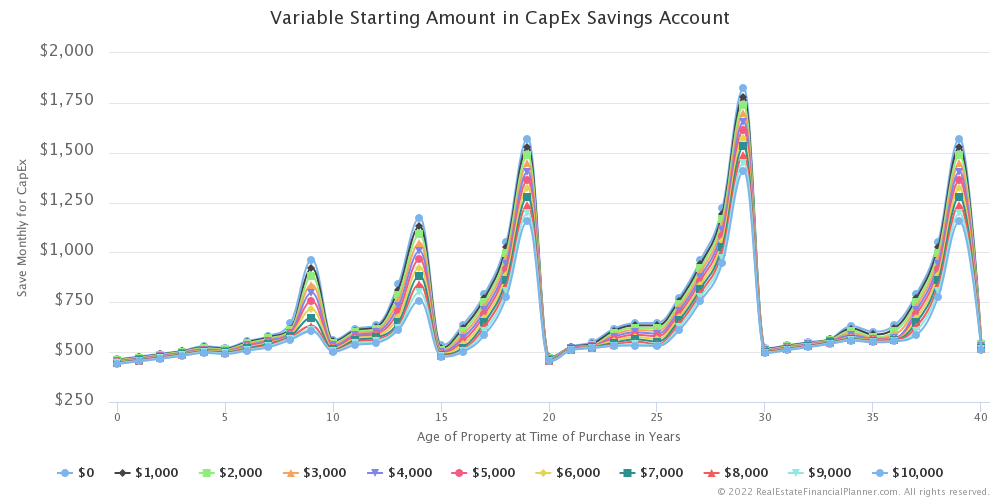 Variable Starting Amount in CapEx Savings Account
$2,000
$1,750
$1,500
$1,250
$1,000
$750
$500
$250
Save Monthly for CapEx
0 5 10 15 20 25 30 35 40
Age of Property at Time of Purchase in Years
$0 $1,000 $2,000 $3,000 $4,000 $5,000 $6,000 $7,000 $8,000 $9,000 $10,000
© 2022 RealEstateFinancialPlanner.com. All rights reserved.